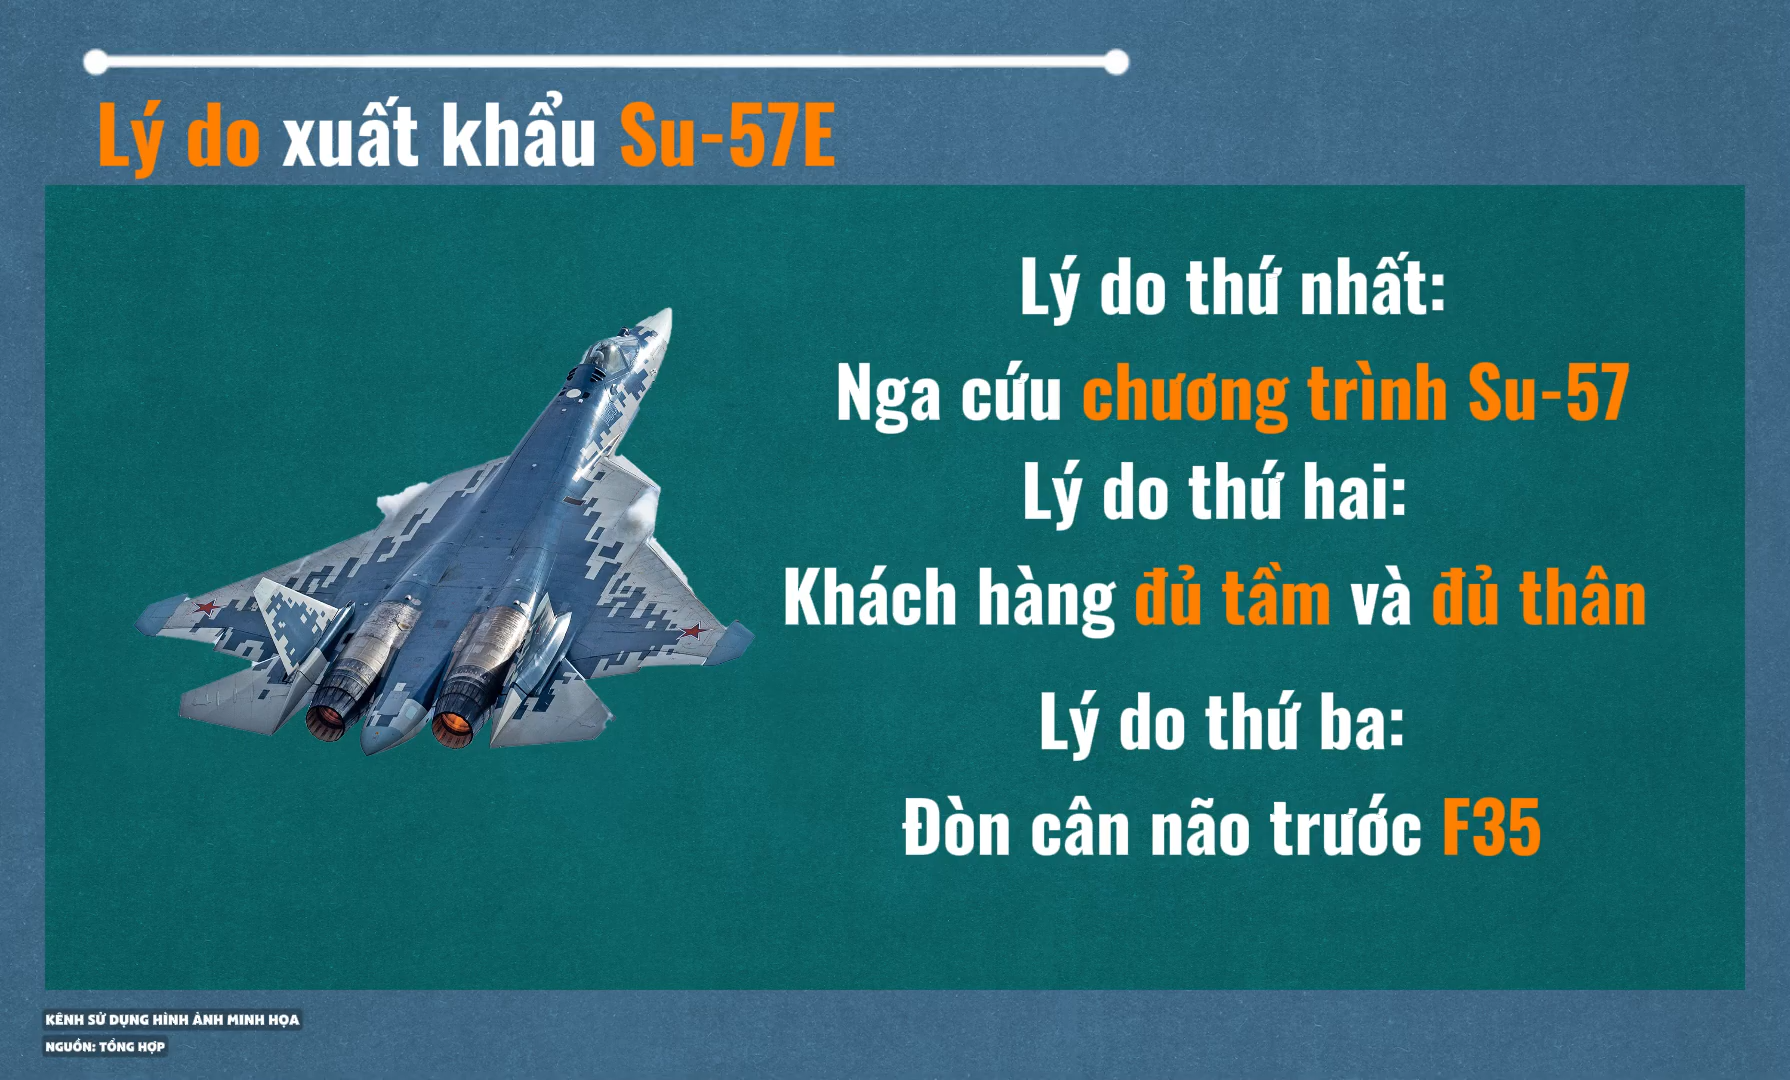 Lý do xuất khẩu Su-57E
Lý do thứ nhất:
Nga cứu chương trình Su-57
Lý do thứ hai:
Khách hàng đủ tầm và đủ thân
Lý do thứ ba:
Đòn cân não trước F35
KÊNH SỬ DỤNG HÌNH ẢNH MINH HỌA
NGUỒN: TỔNG HỢP